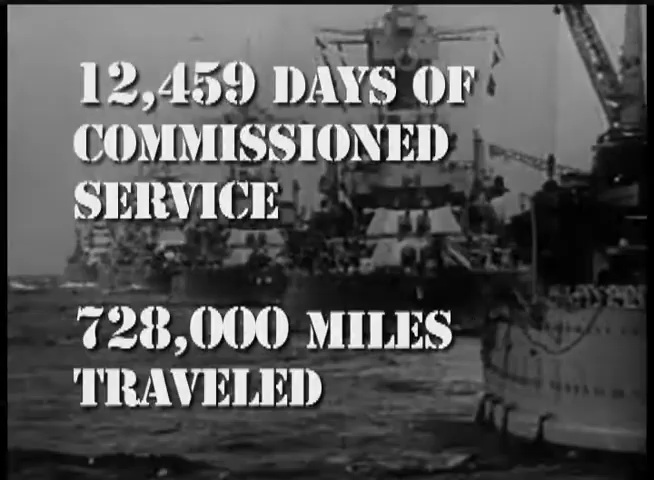 12,459 DAYS OF
COMMISSIONED
SERVICE
728,000 MILES
TRAVELED